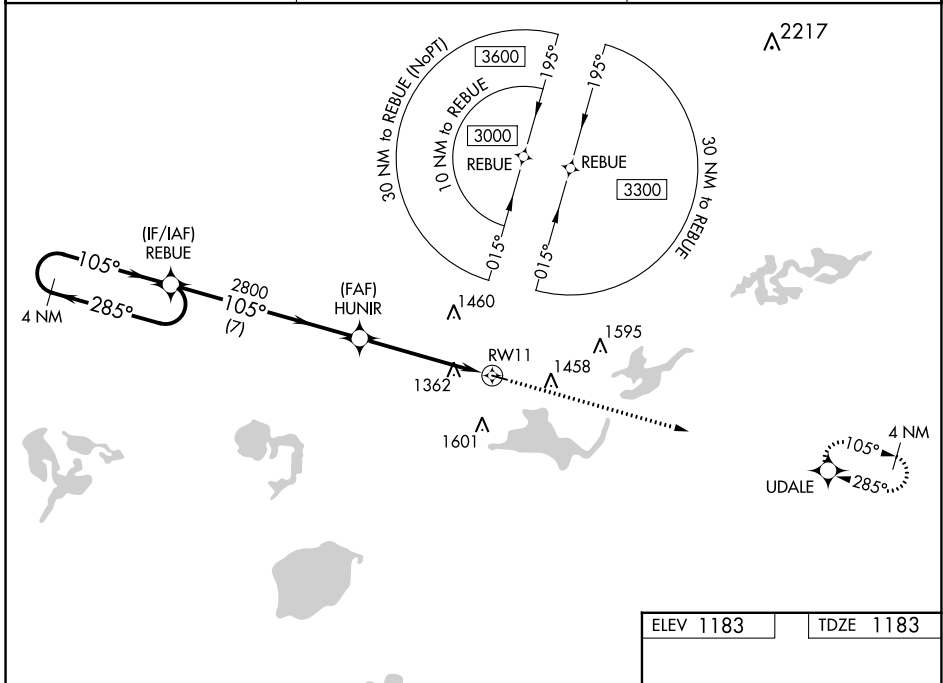 2217
3600
30 NM to REBUE (NoPT)
10 NM to REBUE
3000
REBUE
195°
015°
195°
REBUE
3300
30 NM to REBUE
015°
(IF/IAF)
REBUE
105°
285°
4 NM
2800
105°
(7)
(FAF)
HUNIR
1460
1595
RW11
1458
1362
1601
4 NM
105°
285°
UDALE
ELEV 1183
TDZE 1183